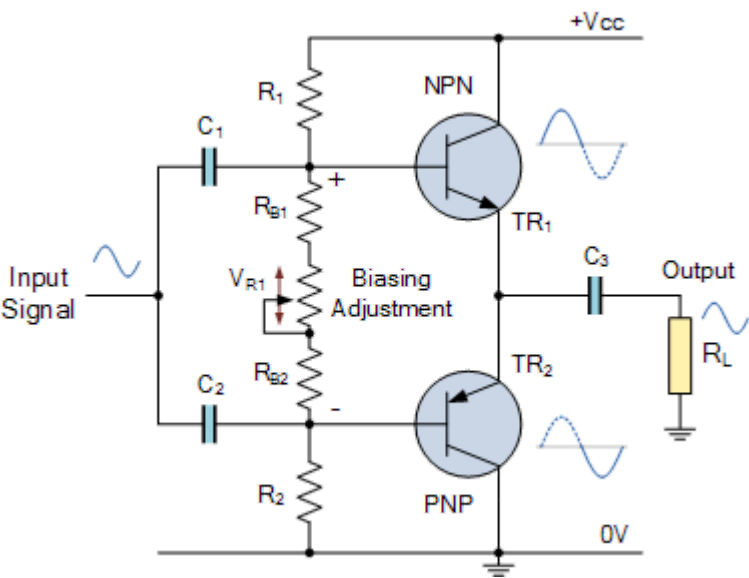 +Vcc
R1
NPN
C1
+
RB1
TR1
C3
Output
Input
Signal
VR1
Biasing
Adjustment
RL
RB2
TR2
C2
-
R2
PNP
0V